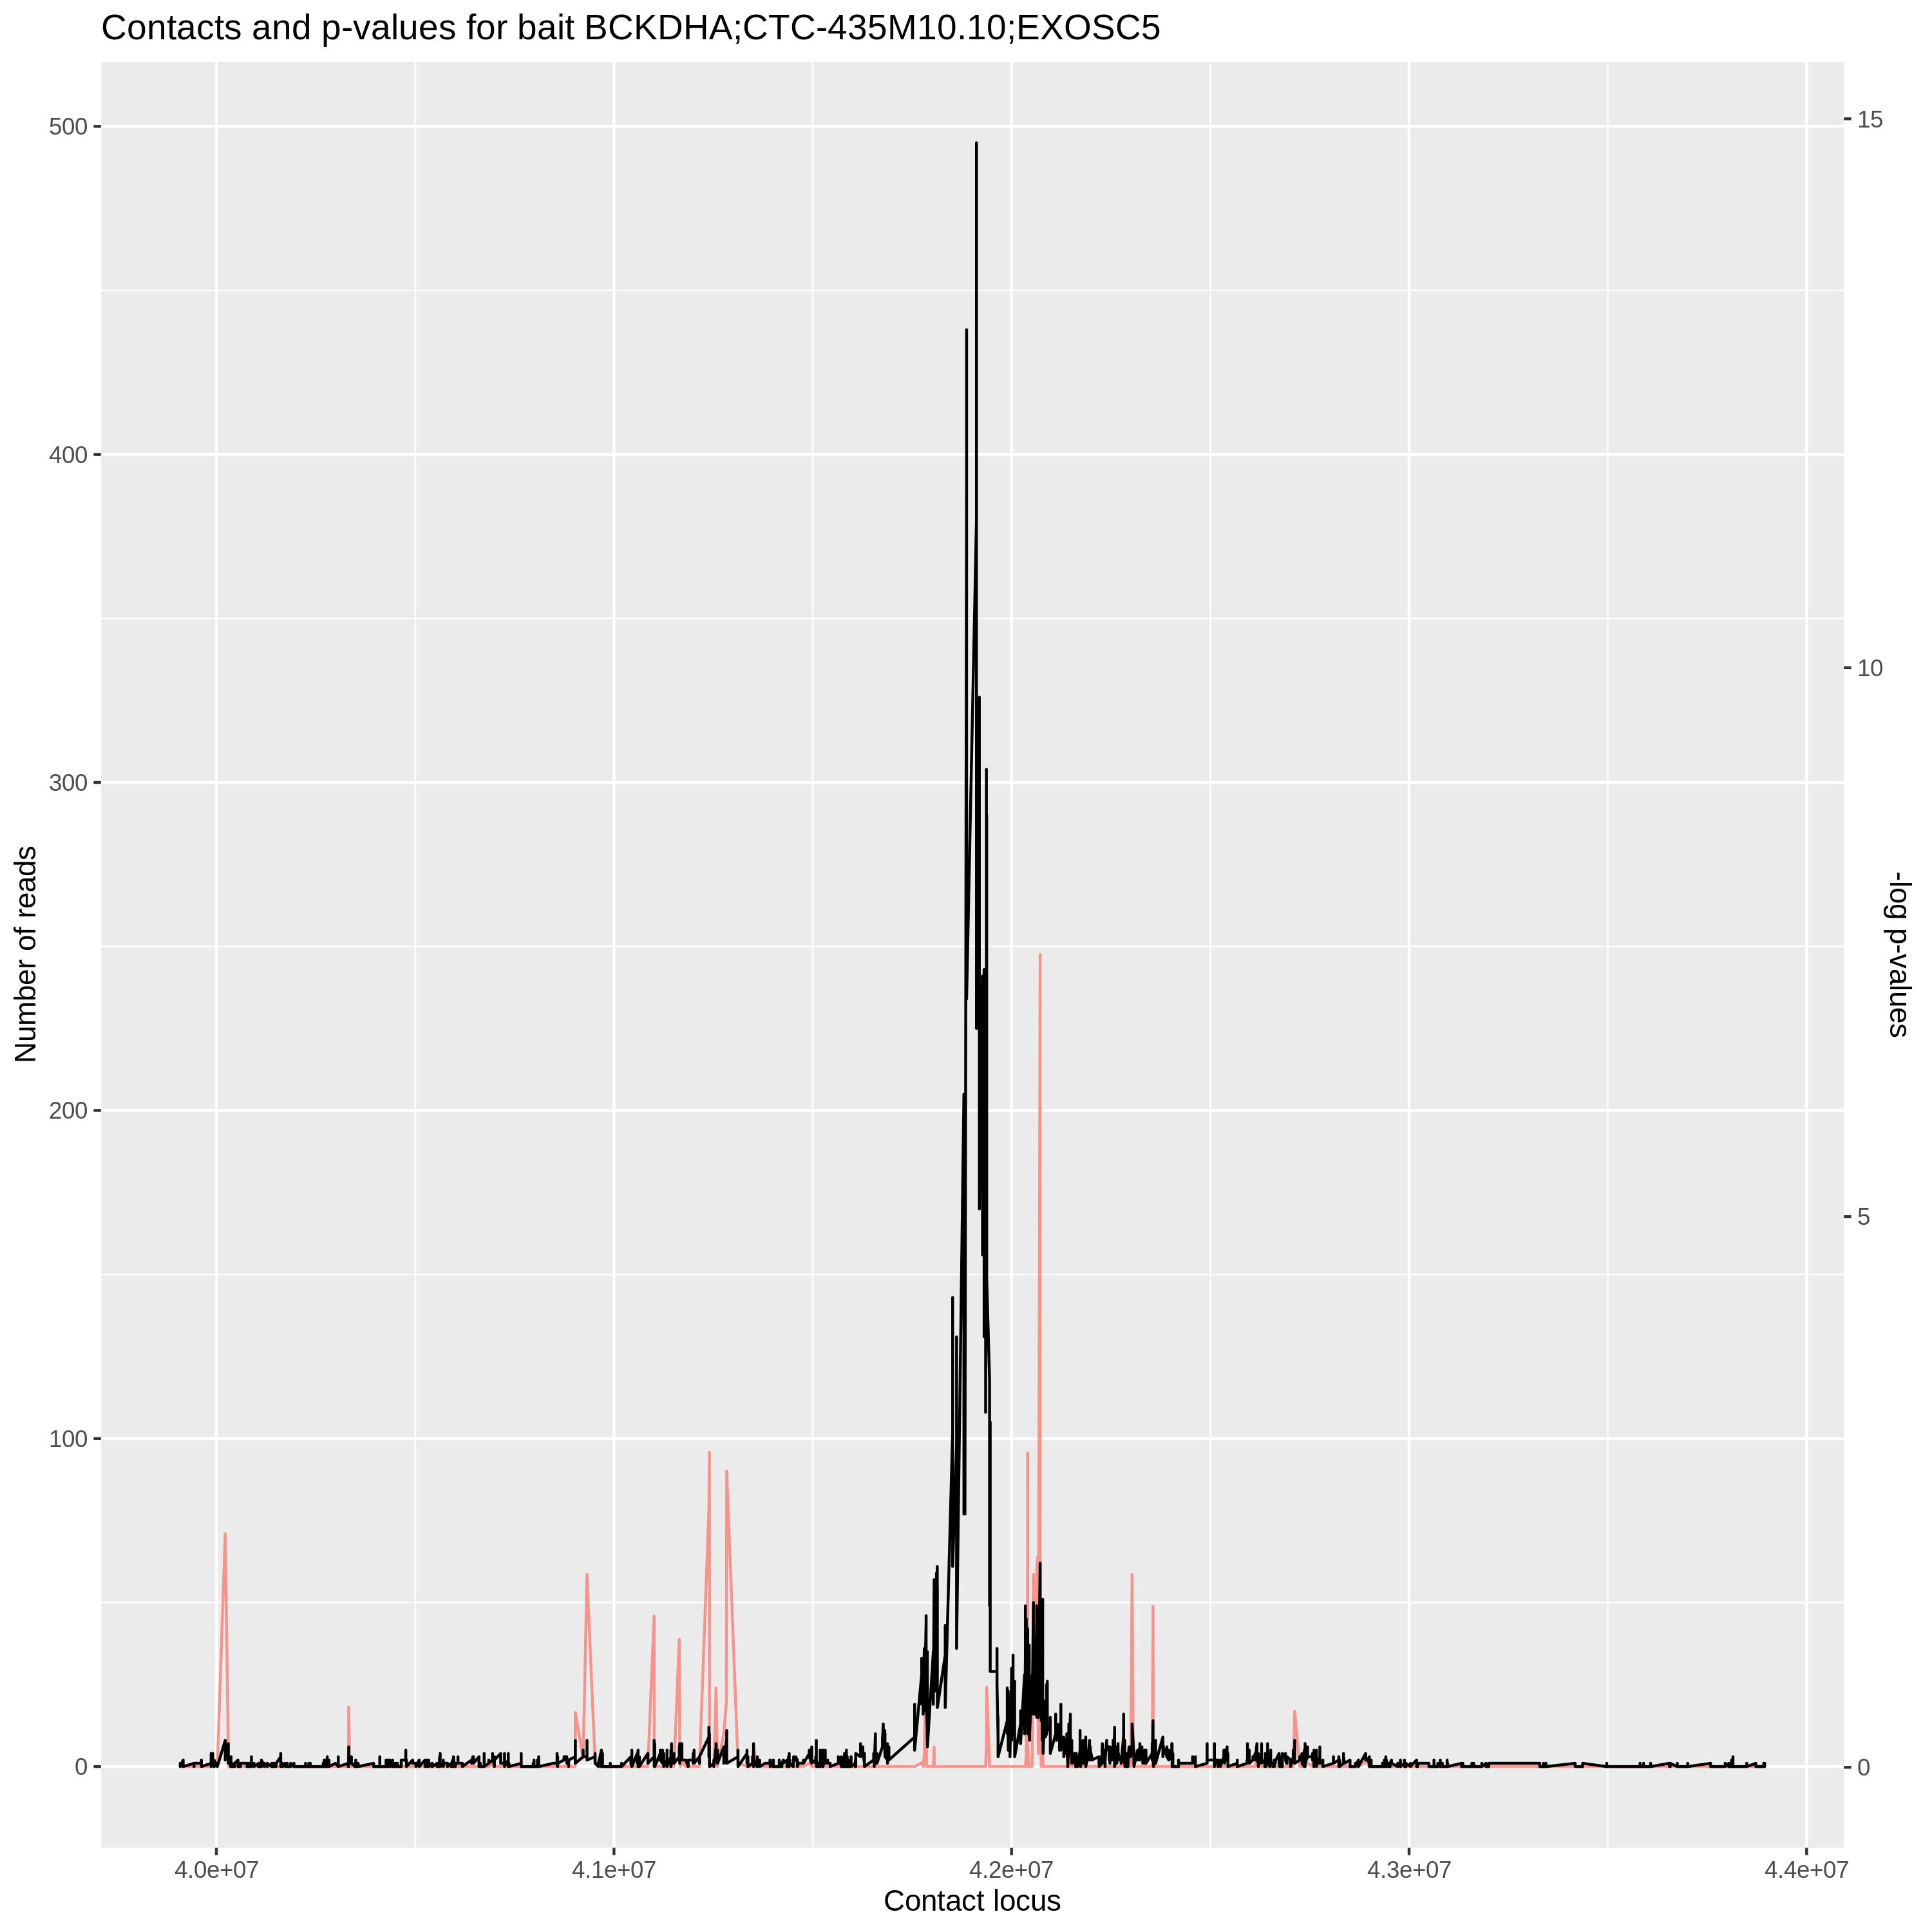 Contacts and p-values for bait BCKDHA;CTC-435M10.10;EXOSC5
500
400
300
200
100
0
Number of reads
15
10
5
0
-log p-values
4.0e+07
4.1e+07
4.2e+07
4.3e+07
4.4e+07
Contact locus